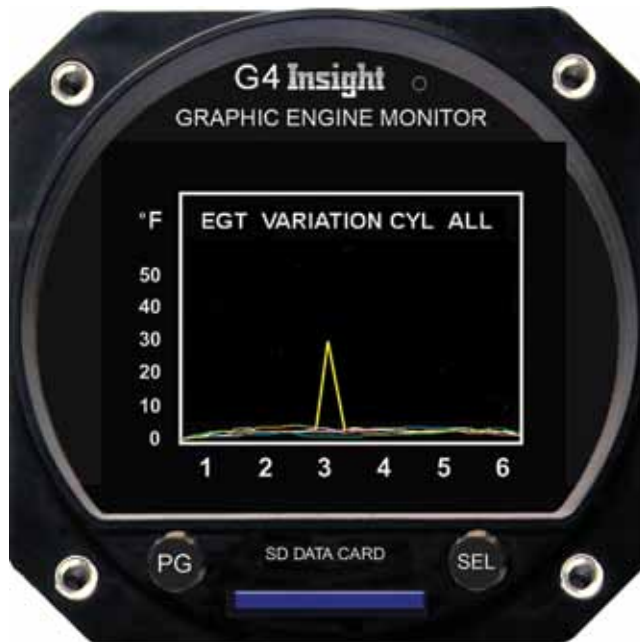 G4 Insight
GRAPHIC ENGINE MONITOR
°F EGT VARIATION CYL ALL
50
40
30
20
10
0
1 2 3 4 5 6
PG SD DATA CARD SEL